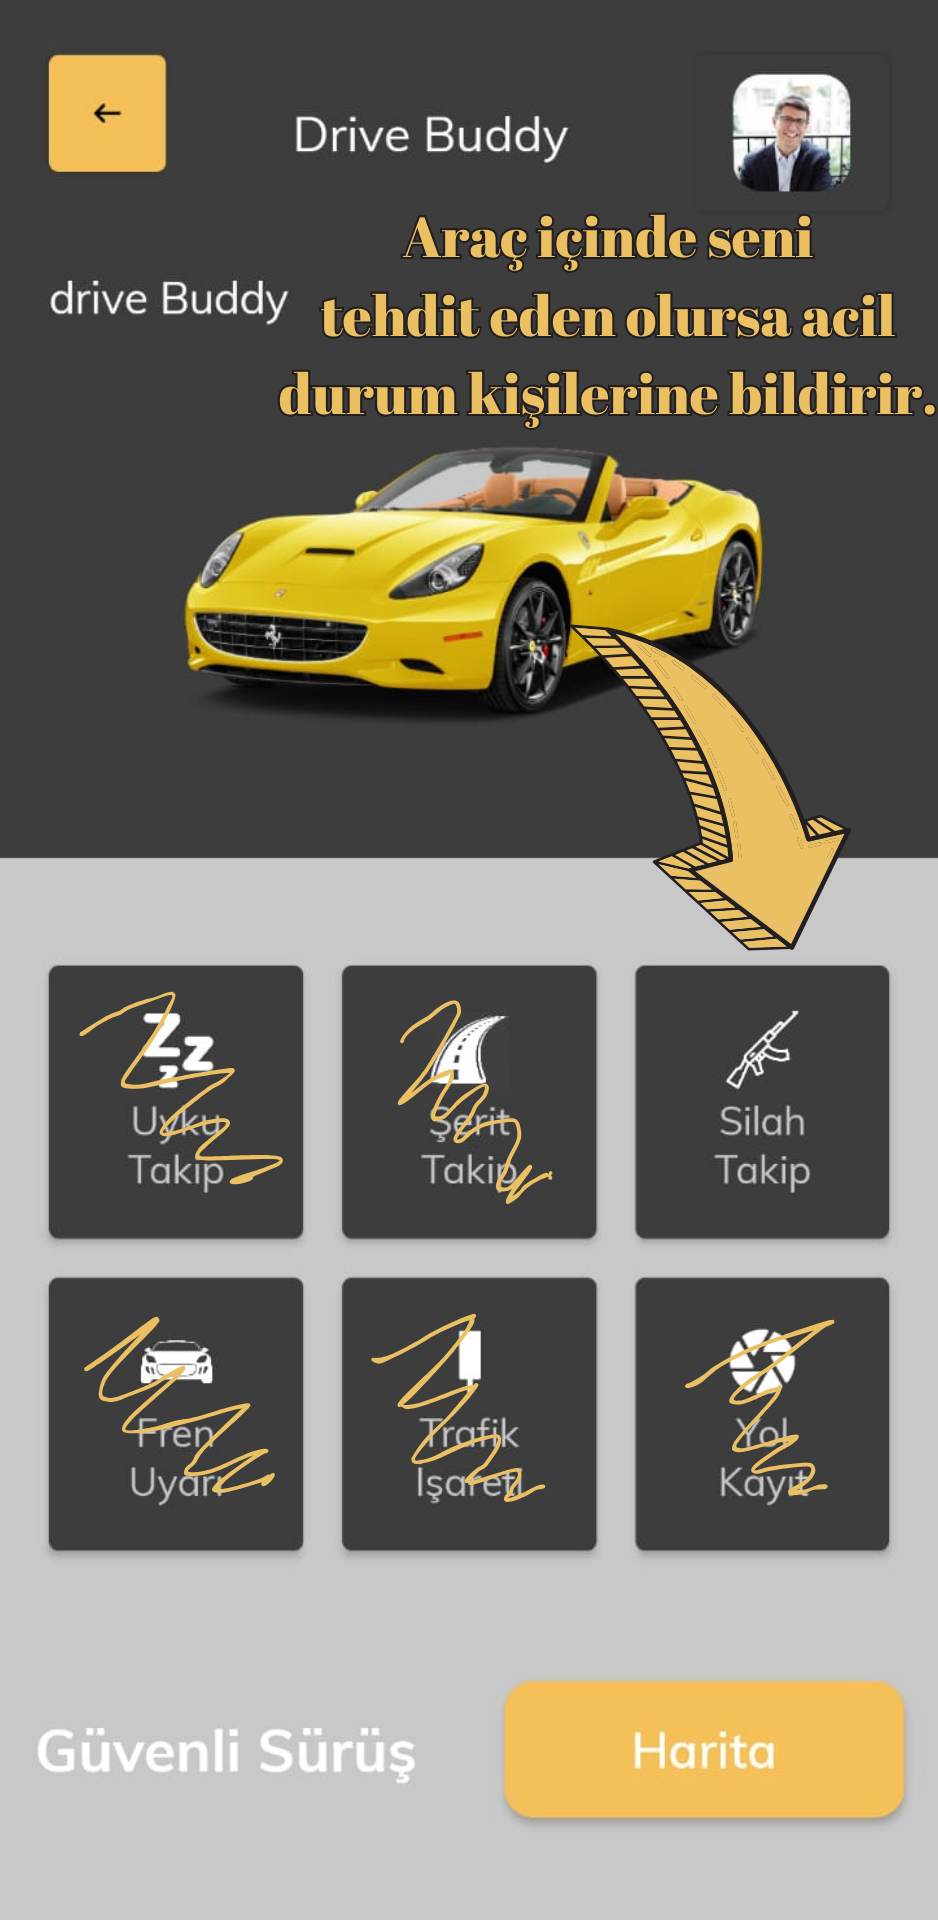 Drive Buddy
Araç içinde seni
tehdit eden olursa acil
durum kişilerine bildirir.
drive Buddy
Uyku
Takip
Şerit
Takip
Silah
Takip
Fren
Uyarı
Trafik
Işareti
Yol
Kayıt
Güvenli Sürüş
Harita